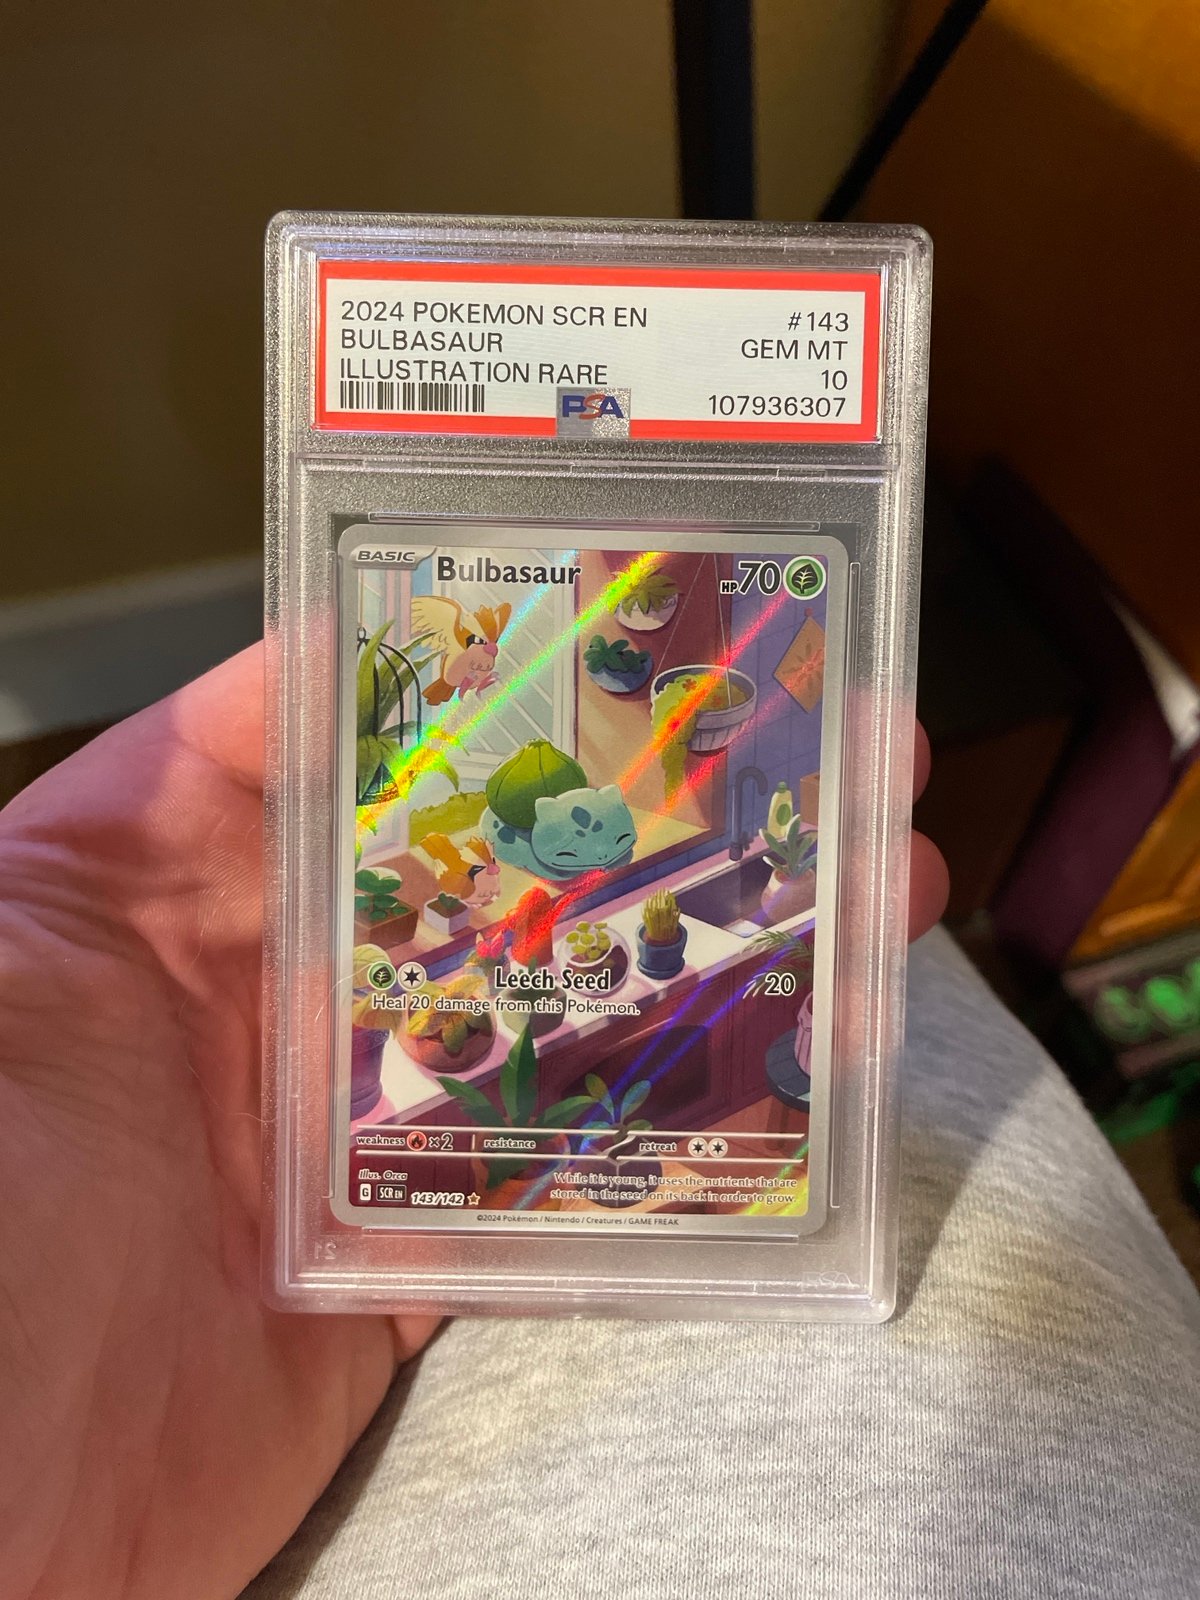 2024 POKEMON SCR EN #143
BULBASAUR GEM MT
ILLUSTRATION RARE 10
PSA 107936307
BASIC Bulbasaur HP 70
Leech Seed 20
Heal 20 damage from this Pokémon.
weakness ×2 resistance retreat
Illus. Orca
While it is young, it uses the nutrients that are
stored in the seed on its back in order to grow.
G SCR EN 143/142
©2024 Pokémon / Nintendo / Creatures / GAME FREAK